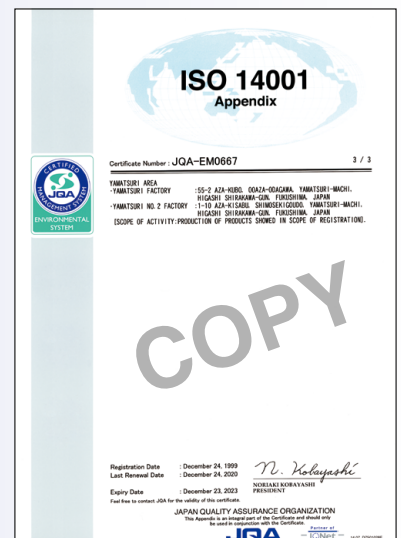 ISO 14001
Appendix
Certificate Number : JQA-EM0667 3 / 3
CERTIFIED
MANAGEMENT SYSTEM
JQA
ENVIRONMENTAL
SYSTEM
YAMATSURI AREA
·YAMATSURI FACTORY :55-2 AZA-KUBO, OOAZA-ODAGAWA, YAMATSURI-MACHI,
HIGASHI SHIRAKAWA-GUN, FUKUSHIMA, JAPAN
·YAMATSURI NO.2 FACTORY :1-10 AZA-KISABU, SHIMOSEKIGOUDO, YAMATSURI-MACHI,
HIGASHI SHIRAKAWA-GUN, FUKUSHIMA, JAPAN
[SCOPE OF ACTIVITY:PRODUCTION OF PRODUCTS SHOWED IN SCOPE OF REGISTRATION].
COPY
Registration Date : December 24, 1999
Last Renewal Date : December 24, 2020
N. Kobayashi
NORIAKI KOBAYASHI
PRESIDENT
Expiry Date : December 23, 2023
Feel free to contact JQA for the validity of this certificate.
JAPAN QUALITY ASSURANCE ORGANIZATION
This Appendix is an integral part of the Certificate and should only
be used in conjunction with the Certificate.
JQA
Partner of
IQNet